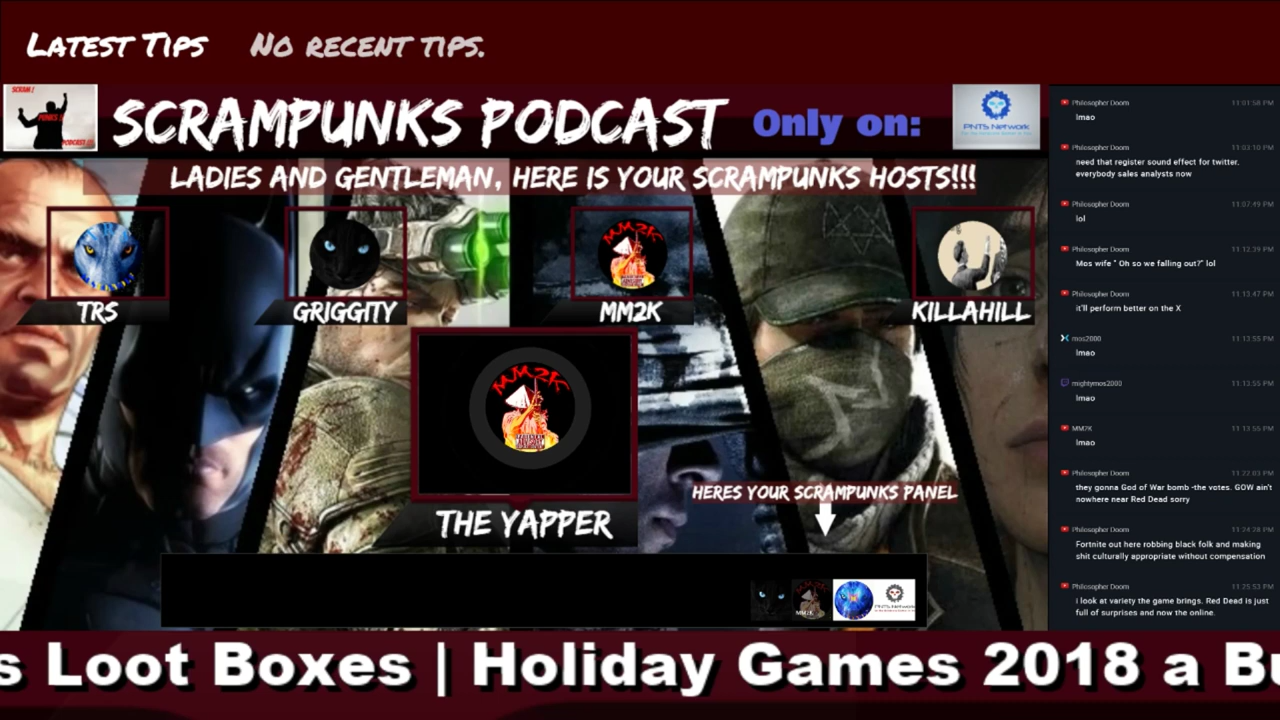 LATEST TIPS NO RECENT TIPS.
SCRAM!
PUNKS
PODCAST
SCRAMPUNKS PODCAST Only on:
PNTS Network
LADIES AND GENTLEMAN, HERE IS YOUR SCRAMPUNKS HOSTS!!!
MM2K
TRS GRIGGITY MM2K KILLAHILL
MM2K
THE YAPPER
HERES YOUR SCRAMPUNKS PANEL
MM2K
PNTS Network
Philosopher Doom 11:01:58 PM
lmao
Philosopher Doom 11:03:10 PM
need that register sound effect for twitter.
everybody sales analysts now
Philosopher Doom 11:07:49 PM
lol
Philosopher Doom 11:12:39 PM
Mos wife " Oh so we falling out?" lol
Philosopher Doom 11:13:47 PM
it'll perform better on the X
mos2000 11:13:55 PM
lmao
mightymos2000 11:13:55 PM
lmao
MM2K 11:13:55 PM
lmao
Philosopher Doom 11:22:03 PM
they gonna God of War bomb -the votes. GOW ain't
nowhere near Red Dead sorry
Philosopher Doom 11:24:28 PM
Fortnite out here robbing black folk and making
shit culturally appropriate without compensation
Philosopher Doom 11:25:53 PM
i look at variety the game brings. Red Dead is just
full of surprises and now the online.
s Loot Boxes | Holiday Games 2018 a Bu